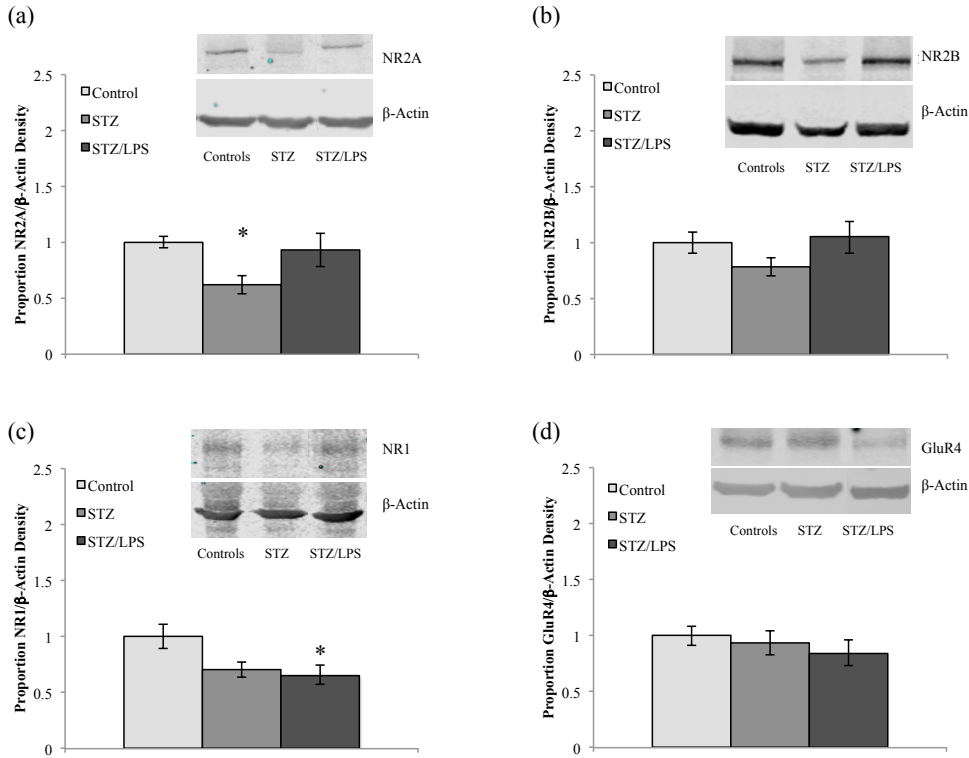 (a)
NR2A
β-Actin
Controls STZ STZ/LPS
Control
STZ
STZ/LPS
Proportion NR2A/β-Actin Density
2.5
2
1.5
1
0.5
0
*
(b)
NR2B
β-Actin
Controls STZ STZ/LPS
Control
STZ
STZ/LPS
Proportion NR2B/β-Actin Density
2.5
2
1.5
1
0.5
0
(c)
NR1
β-Actin
Controls STZ STZ/LPS
Control
STZ
STZ/LPS
Proportion NR1/β-Actin Density
2.5
2
1.5
1
0.5
0
*
(d)
GluR4
β-Actin
Controls STZ STZ/LPS
Control
STZ
STZ/LPS
Proportion GluR4/β-Actin Density
2.5
2
1.5
1
0.5
0